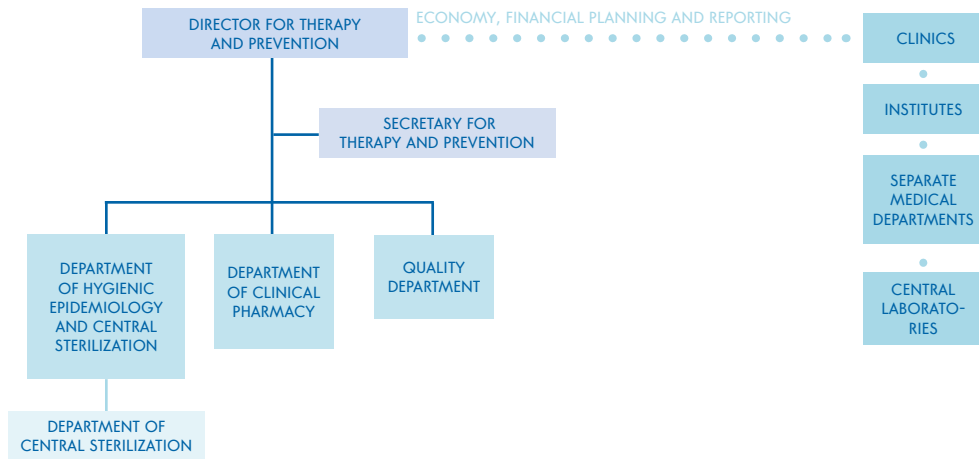 DIRECTOR FOR THERAPY
AND PREVENTION
ECONOMY, FINANCIAL PLANNING AND REPORTING
CLINICS
INSTITUTES
SEPARATE
MEDICAL
DEPARTMENTS
CENTRAL
LABORATO-
RIES
SECRETARY FOR
THERAPY AND PREVENTION
DEPARTMENT
OF HYGIENIC
EPIDEMIOLOGY
AND CENTRAL
STERILIZATION
DEPARTMENT
OF CLINICAL
PHARMACY
QUALITY
DEPARTMENT
DEPARTMENT OF
CENTRAL STERILIZATION